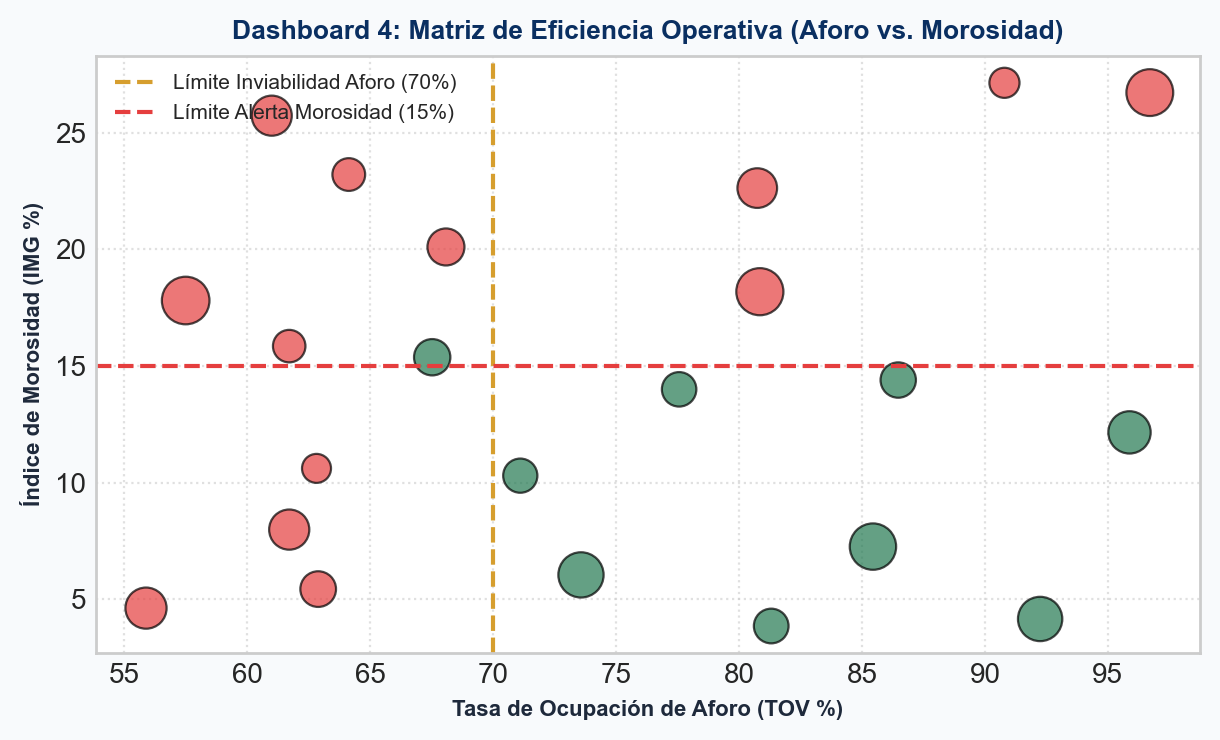 Dashboard 4: Matriz de Eficiencia Operativa (Aforo vs. Morosidad)
Límite Inviabilidad Aforo (70%)
Límite Alerta Morosidad (15%)
Índice de Morosidad (IMG %)
25
20
15
10
5
55 60 65 70 75 80 85 90 95
Tasa de Ocupación de Aforo (TOV %)